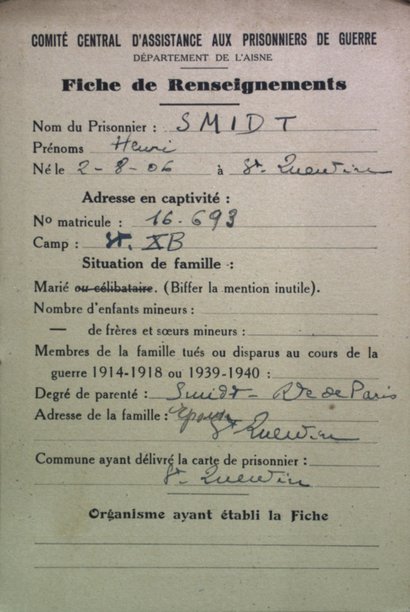 COMITÉ CENTRAL D'ASSISTANCE AUX PRISONNIERS DE GUERRE
DÉPARTEMENT DE L'AISNE
Fiche de Renseignements
Nom du Prisonnier : SMIDT
Prénoms Henri
Né le 2-8-06 à St. Quentin
Adresse en captivité :
No matricule : 16.693
Camp : St. XB
Situation de famille :
Marié ou célibataire. (Biffer la mention inutile).
Nombre d'enfants mineurs :
— de frères et sœurs mineurs :
Membres de la famille tués ou disparus au cours de la
guerre 1914-1918 ou 1939-1940 :
Degré de parenté : Smidt - Rte de Paris
Adresse de la famille : Epouse St Quentin
Commune ayant délivré la carte de prisonnier :
St. Quentin
Organisme ayant établi la Fiche